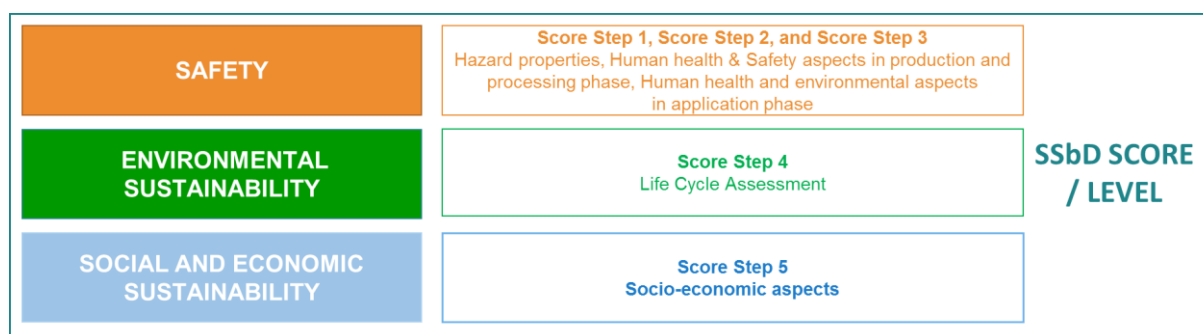 SAFETY
Score Step 1, Score Step 2, and Score Step 3
Hazard properties, Human health & Safety aspects in production and
processing phase, Human health and environmental aspects
in application phase
ENVIRONMENTAL
SUSTAINABILITY
Score Step 4
Life Cycle Assessment
SOCIAL AND ECONOMIC
SUSTAINABILITY
Score Step 5
Socio-economic aspects
SSbD SCORE
/ LEVEL